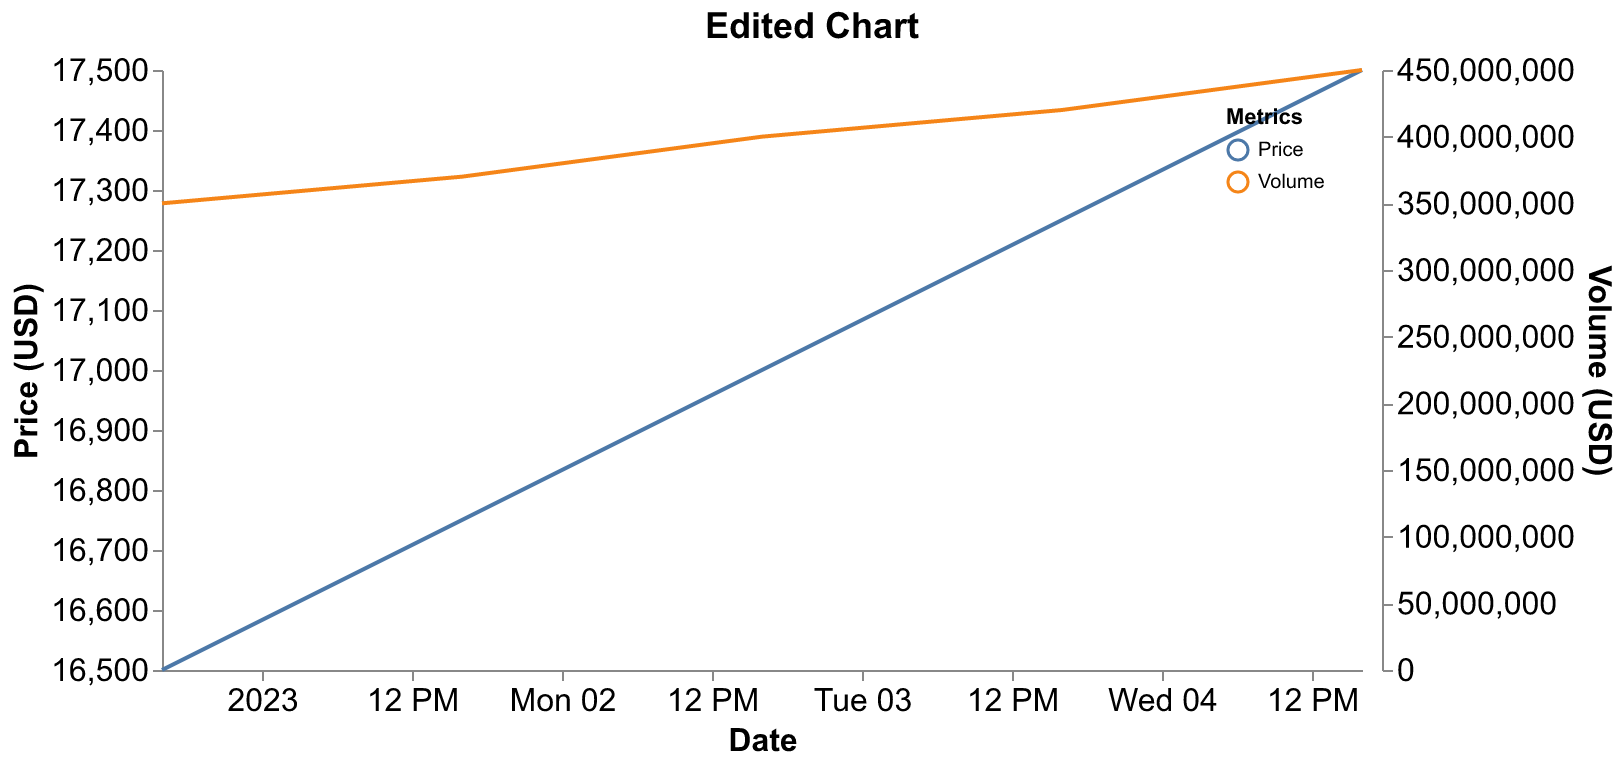 Edited Chart
Price (USD)
17,500
17,400
17,300
17,200
17,100
17,000
16,900
16,800
16,700
16,600
16,500
Metrics
Price
Volume
450,000,000
400,000,000
350,000,000
300,000,000
250,000,000
200,000,000
150,000,000
100,000,000
50,000,000
0
Volume (USD)
2023 12 PM Mon 02 12 PM Tue 03 12 PM Wed 04 12 PM
Date